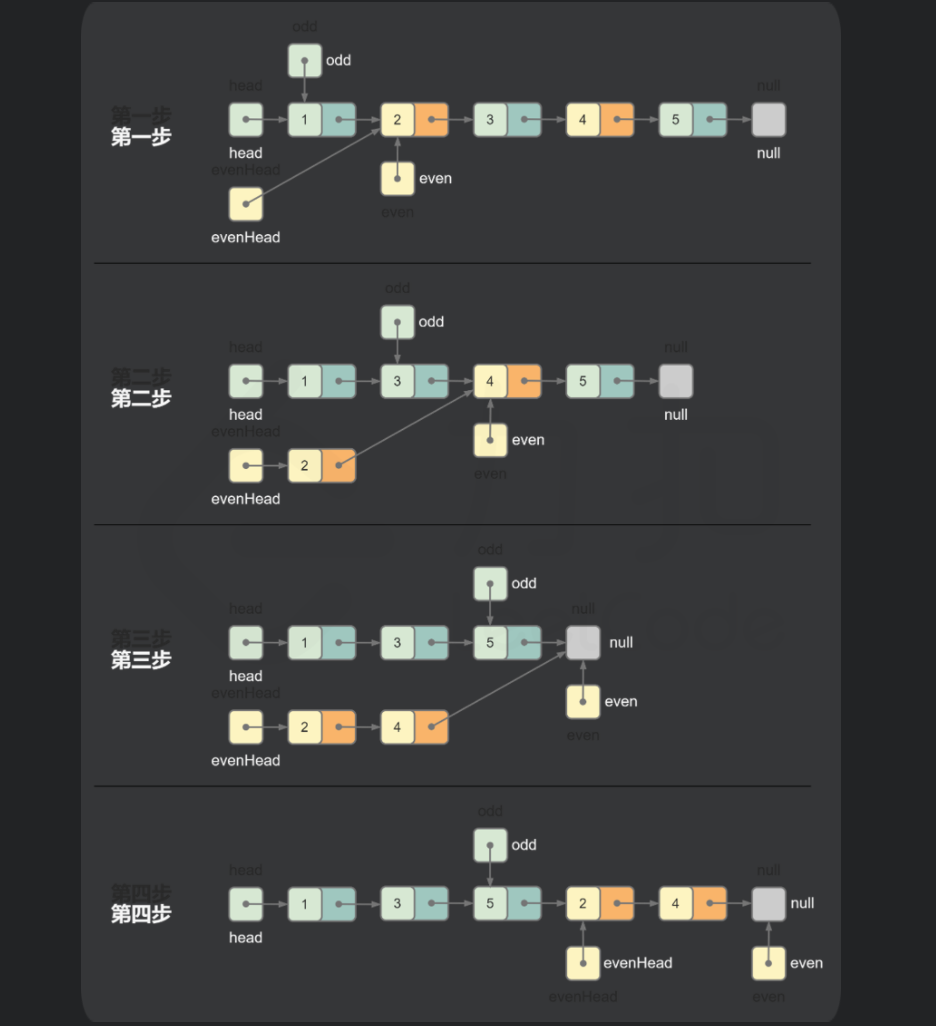 odd
odd
head
null
第一步
第一步
1
2
3
4
5
head
null
evenHead
even
even
evenHead
odd
odd
head
null
第二步
第二步
1
3
4
5
head
null
evenHead
even
2
even
evenHead
odd
odd
head
null
第三步
第三步
1
3
5
null
head
evenHead
even
2
4
even
evenHead
odd
odd
head
null
第四步
第四步
1
3
5
2
4
null
head
evenHead
even
evenHead
even